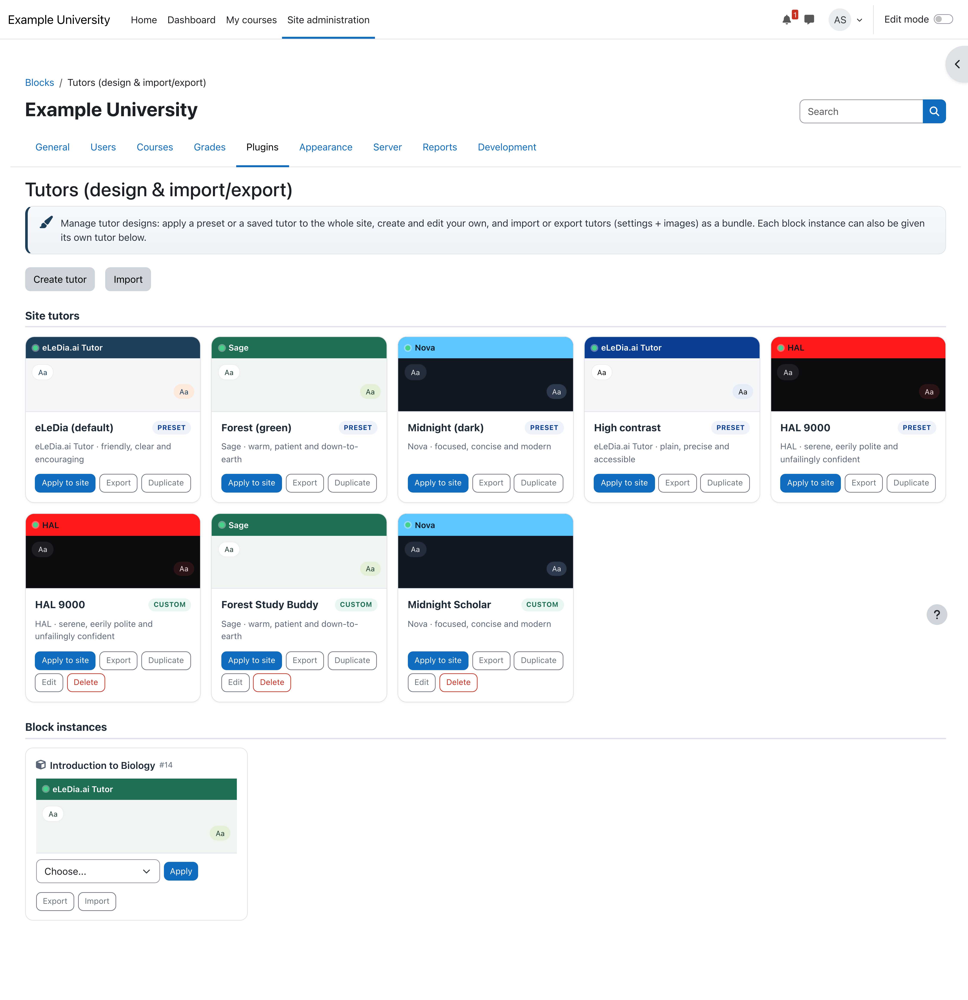 Example University
Home
Dashboard
My courses
Site administration
1
AS
Edit mode
Blocks / Tutors (design & import/export)
Example University
Search
General
Users
Courses
Grades
Plugins
Appearance
Server
Reports
Development
Tutors (design & import/export)
Manage tutor designs: apply a preset or a saved tutor to the whole site, create and edit your own, and import or export tutors (settings + images) as a bundle. Each block instance can also be given
its own tutor below.
Create tutor
Import
Site tutors
eLeDia.ai Tutor
Aa
Aa
eLeDia (default)
PRESET
eLeDia.ai Tutor · friendly, clear and
encouraging
Apply to site
Export
Duplicate
Sage
Aa
Aa
Forest (green)
PRESET
Sage · warm, patient and down-to-
earth
Apply to site
Export
Duplicate
Nova
Aa
Aa
Midnight (dark)
PRESET
Nova · focused, concise and modern
Apply to site
Export
Duplicate
eLeDia.ai Tutor
Aa
Aa
High contrast
PRESET
eLeDia.ai Tutor · plain, precise and
accessible
Apply to site
Export
Duplicate
HAL
Aa
Aa
HAL 9000
PRESET
HAL · serene, eerily polite and
unfailingly confident
Apply to site
Export
Duplicate
HAL
Aa
Aa
HAL 9000
CUSTOM
HAL · serene, eerily polite and
unfailingly confident
Apply to site
Export
Duplicate
Edit
Delete
Sage
Aa
Aa
Forest Study Buddy
CUSTOM
Sage · warm, patient and down-to-
earth
Apply to site
Export
Duplicate
Edit
Delete
Nova
Aa
Aa
Midnight Scholar
CUSTOM
Nova · focused, concise and modern
Apply to site
Export
Duplicate
Edit
Delete
?
Block instances
Introduction to Biology #14
eLeDia.ai Tutor
Aa
Aa
Choose...
Apply
Export
Import